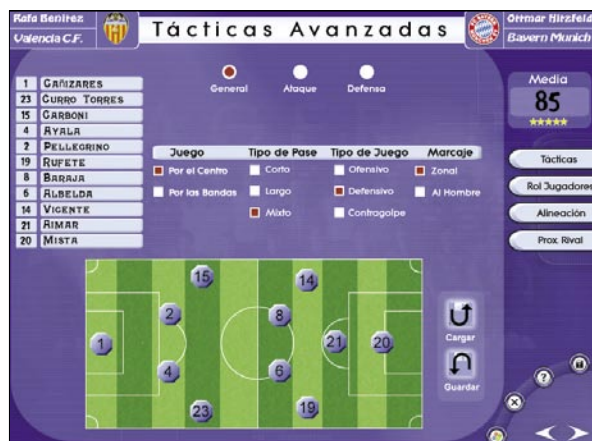 Rafa Benítez
Valencia C.F.
Tácticas Avanzadas
Ottmar Hitzfeld
Bayern Munich
General
Ataque
Defensa
Media
85
1 Cañizares
23 Curro Torres
15 Carboni
4 Ayala
2 Pellegrino
19 Rufete
8 Baraja
6 Albelda
14 Vicente
21 Aimar
20 Mista
Juego
Por el Centro
Por las Bandas
Tipo de Pase
Corto
Largo
Mixto
Tipo de Juego
Ofensivo
Defensivo
Contragolpe
Marcaje
Zonal
Al Hombre
Tácticas
Rol Jugadores
Alineación
Prox. Rival
15
14
2
8
1
21
20
4
6
23
19
Cargar
Guardar
?